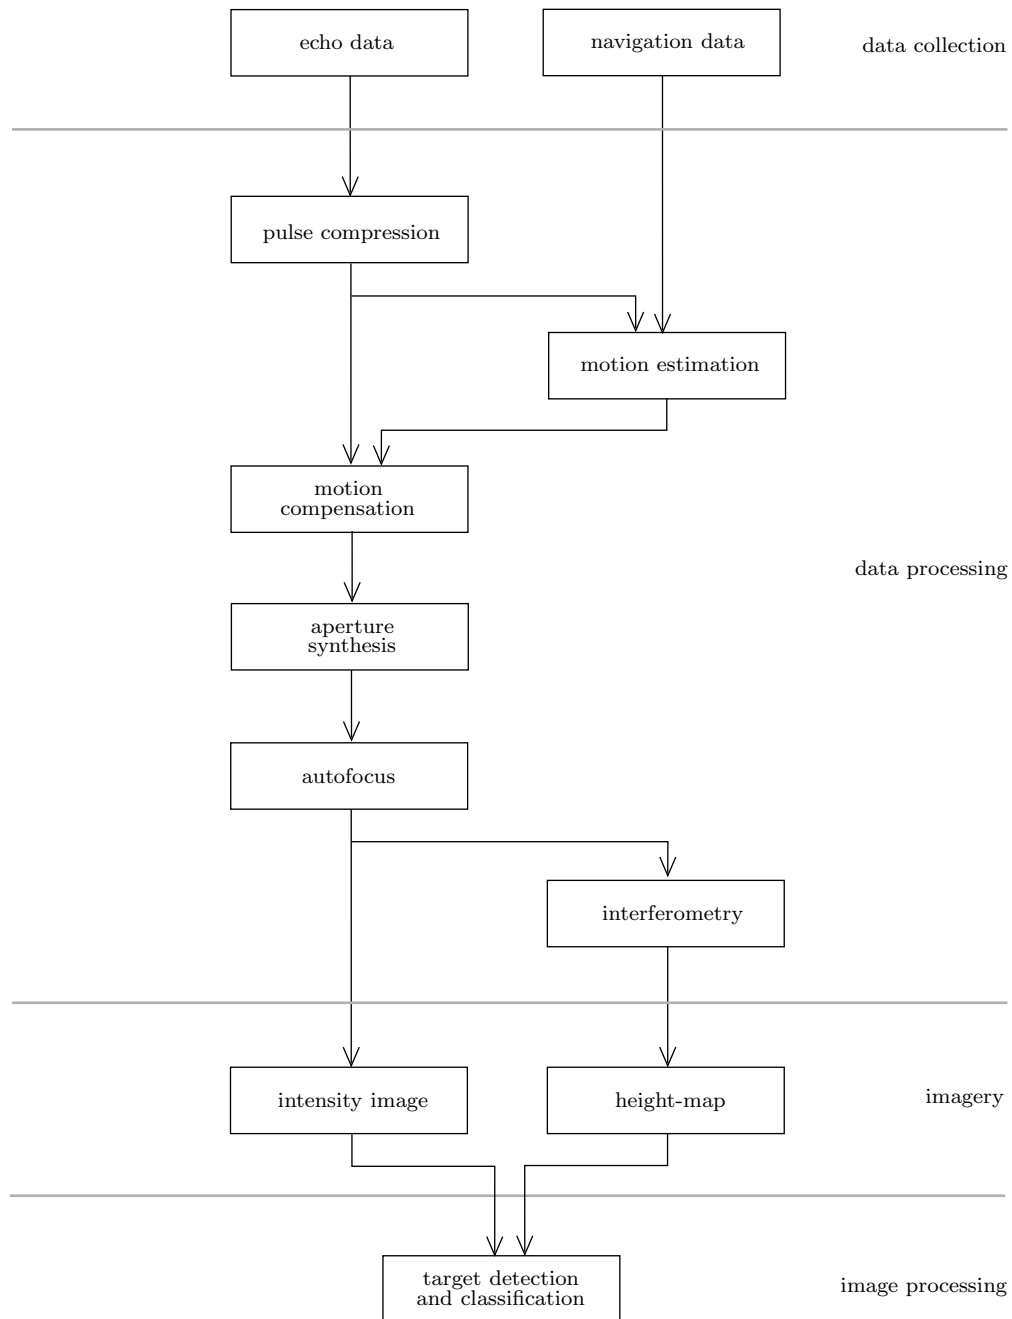 echo data
navigation data
data collection
pulse compression
motion estimation
motion
compensation
data processing
aperture
synthesis
autofocus
interferometry
intensity image
height-map
imagery
target detection
and classification
image processing